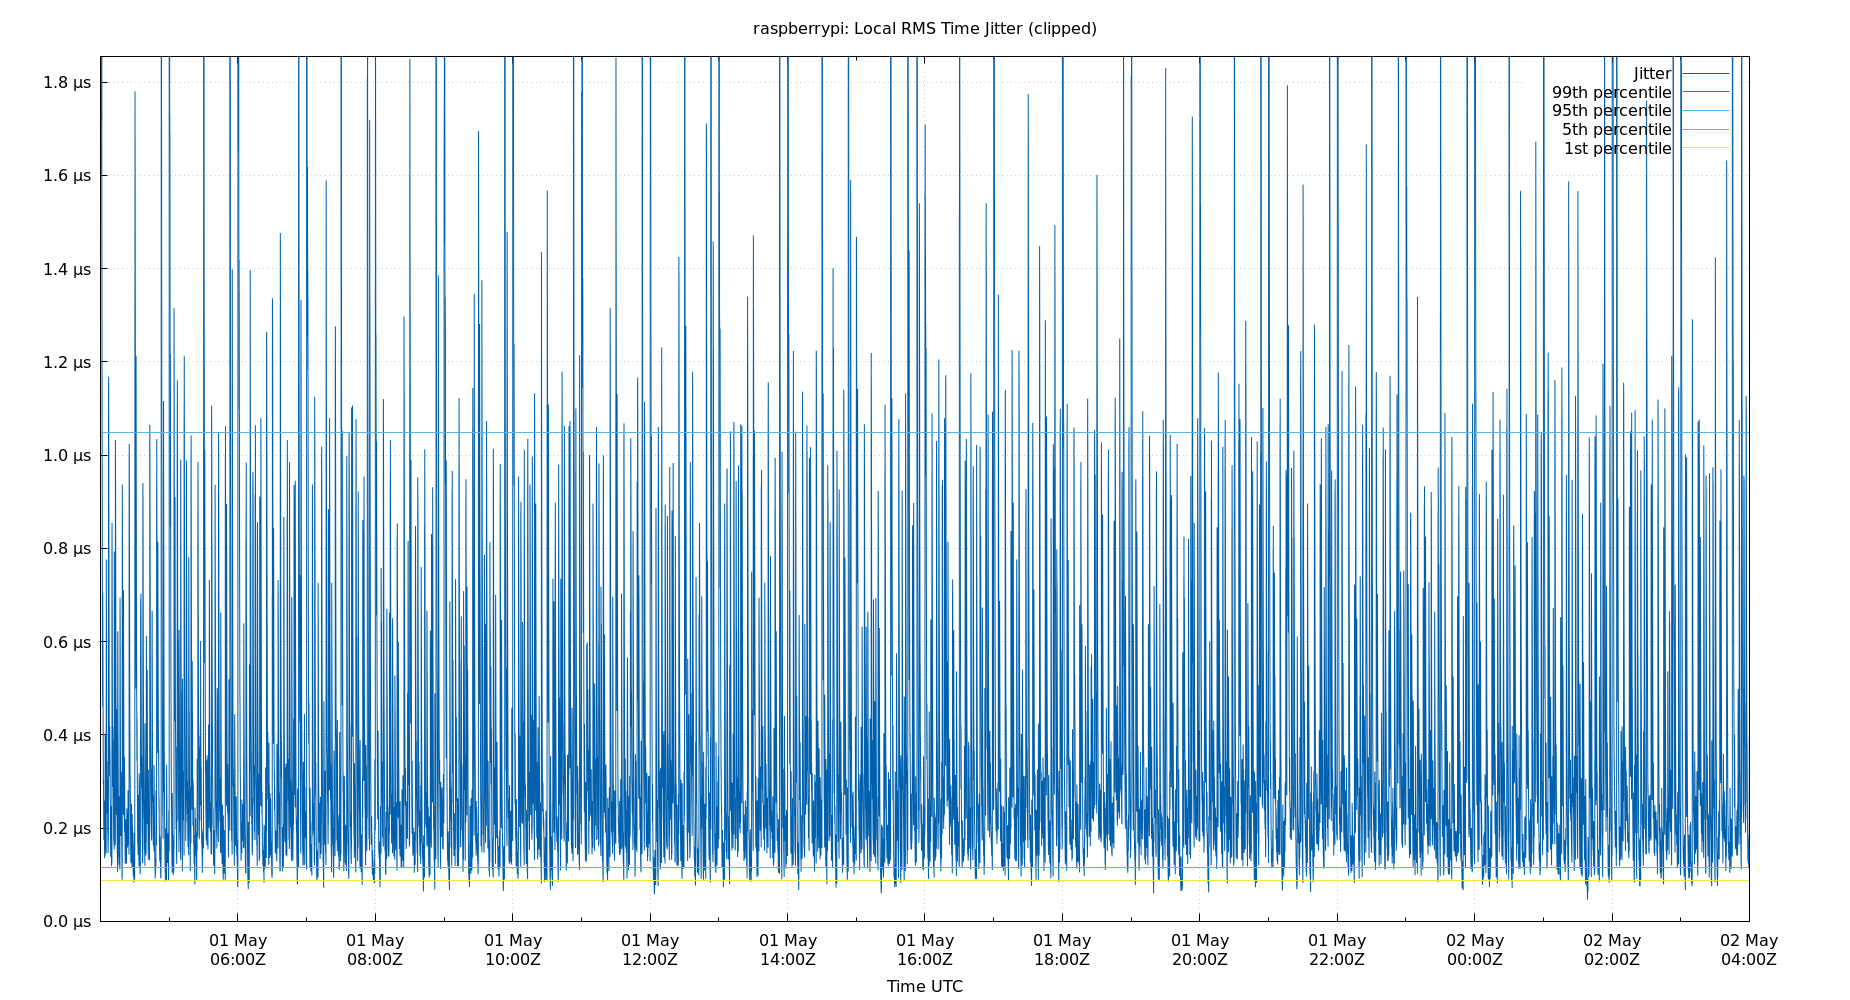 raspberrypi: Local RMS Time Jitter (clipped)
Jitter
99th percentile
95th percentile
5th percentile
1st percentile
1.8 µs
1.6 µs
1.4 µs
1.2 µs
1.0 µs
0.8 µs
0.6 µs
0.4 µs
0.2 µs
0.0 µs
01 May 01 May 01 May 01 May 01 May 01 May 01 May 01 May 01 May 02 May 02 May 02 May
06:00Z 08:00Z 10:00Z 12:00Z 14:00Z 16:00Z 18:00Z 20:00Z 22:00Z 00:00Z 02:00Z 04:00Z
Time UTC